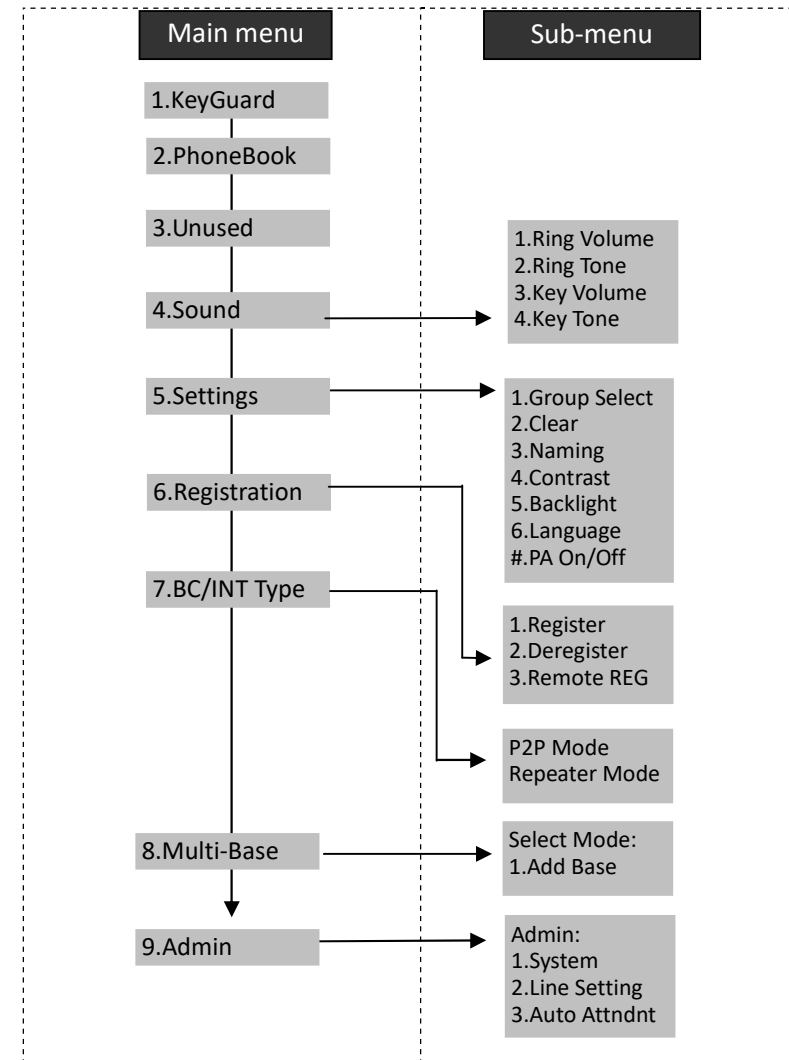 Main menu
Sub-menu
1.KeyGuard
2.PhoneBook
3.Unused
4.Sound
1.Ring Volume
2.Ring Tone
3.Key Volume
4.Key Tone
5.Settings
1.Group Select
2.Clear
3.Naming
4.Contrast
5.Backlight
6.Language
#.PA On/Off
6.Registration
1.Register
2.Deregister
3.Remote REG
7.BC/INT Type
P2P Mode
Repeater Mode
8.Multi-Base
Select Mode:
1.Add Base
9.Admin
Admin:
1.System
2.Line Setting
3.Auto Attndnt